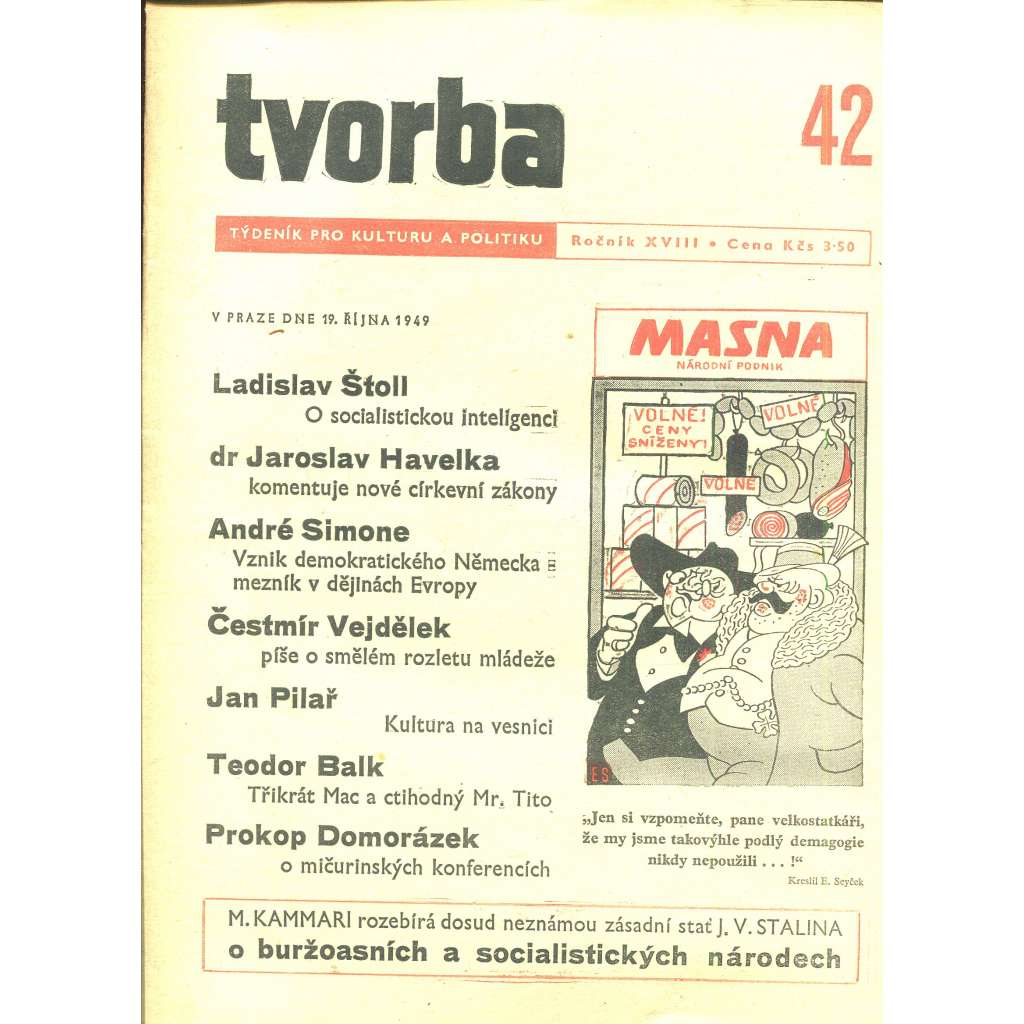 tvorba
42
TÝDENÍK PRO KULTURU A POLITIKU
Ročník XVIII • Cena Kčs 3·50
V PRAZE DNE 19. ŘÍJNA 1949
Ladislav Štoll
O socialistickou inteligenci
dr Jaroslav Havelka
komentuje nové církevní zákony
André Simone
Vznik demokratického Německa =
mezník v dějinách Evropy
Čestmír Vejdělek
píše o smělém rozletu mládeže
Jan Pilař
Kultura na vesnici
Teodor Balk
Třikrát Mac a ctihodný Mr. Tito
Prokop Domorázek
o mičurinských konferencích
MASNA
NÁRODNÍ PODNIK
VOLNĚ!
CENY
SNÍŽENY!
VOLNĚ
VOLNĚ
ES
„Jen si vzpomeňte, pane velkostatkáři,
že my jsme takovýhle podlý demagogie
nikdy nepoužili . . . !“
Kreslil E. Seyček
M. KAMMARI rozebírá dosud neznámou zásadní stať J. V. STALINA
o buržoasních a socialistických národech